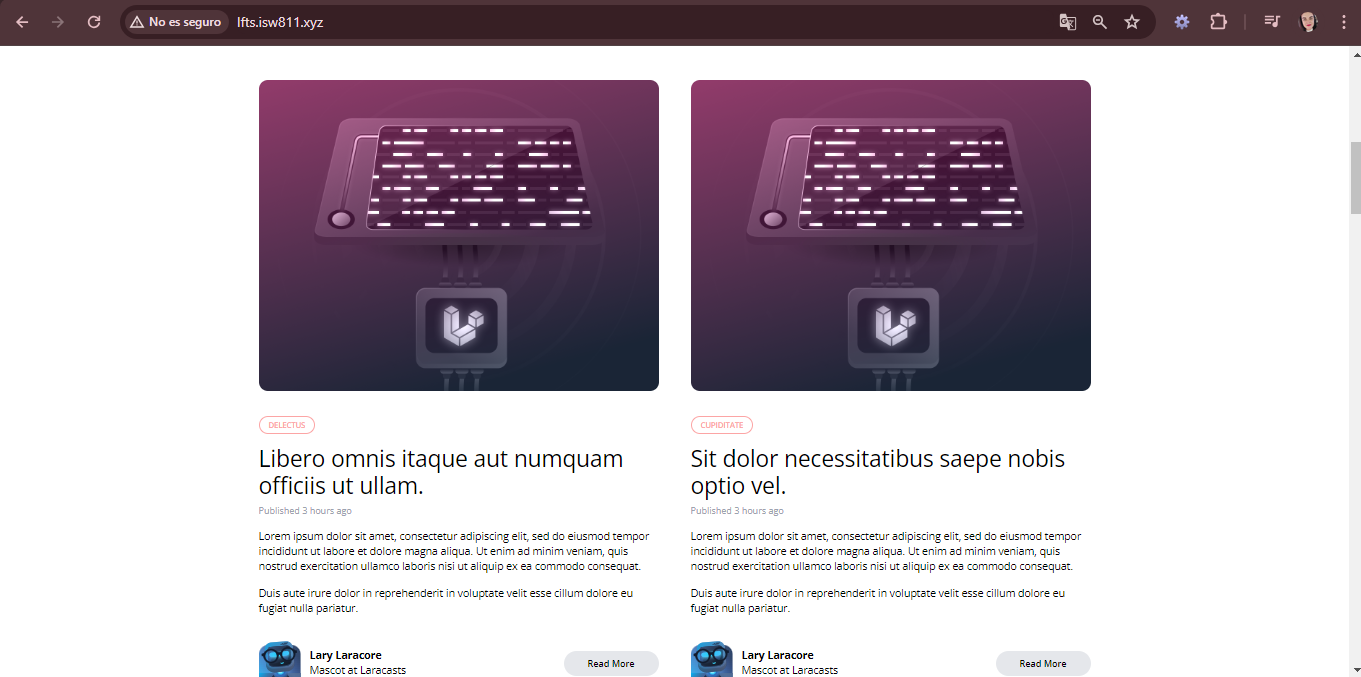 No es seguro
lfts.isw811.xyz
DELECTUS
Libero omnis itaque aut numquam
officiis ut ullam.
Published 3 hours ago
Lorem ipsum dolor sit amet, consectetur adipiscing elit, sed do eiusmod tempor
incididunt ut labore et dolore magna aliqua. Ut enim ad minim veniam, quis
nostrud exercitation ullamco laboris nisi ut aliquip ex ea commodo consequat.
Duis aute irure dolor in reprehenderit in voluptate velit esse cillum dolore eu
fugiat nulla pariatur.
Lary Laracore
Mascot at Laracasts
Read More
CUPIDITATE
Sit dolor necessitatibus saepe nobis
optio vel.
Published 3 hours ago
Lorem ipsum dolor sit amet, consectetur adipiscing elit, sed do eiusmod tempor
incididunt ut labore et dolore magna aliqua. Ut enim ad minim veniam, quis
nostrud exercitation ullamco laboris nisi ut aliquip ex ea commodo consequat.
Duis aute irure dolor in reprehenderit in voluptate velit esse cillum dolore eu
fugiat nulla pariatur.
Lary Laracore
Mascot at Laracasts
Read More